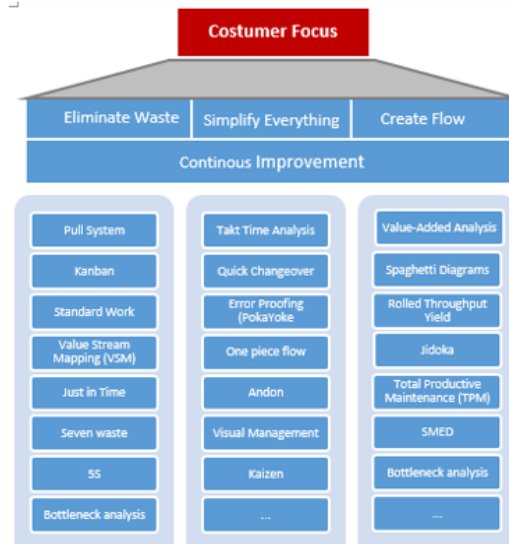 Costumer Focus
Eliminate Waste
Simplify Everything
Create Flow
Continous Improvement
Pull System
Kanban
Standard Work
Value Stream
Mapping (VSM)
Just in Time
Seven waste
5S
Bottleneck analysis
Takt Time Analysis
Quick Changeover
Error Proofing
(PokaYoke
One piece flow
Andon
Visual Management
Kaizen
...
Value-Added Analysis
Spaghetti Diagrams
Rolled Throughput
Yield
Jidoka
Total Productive
Maintenance (TPM)
SMED
Bottleneck analysis
...